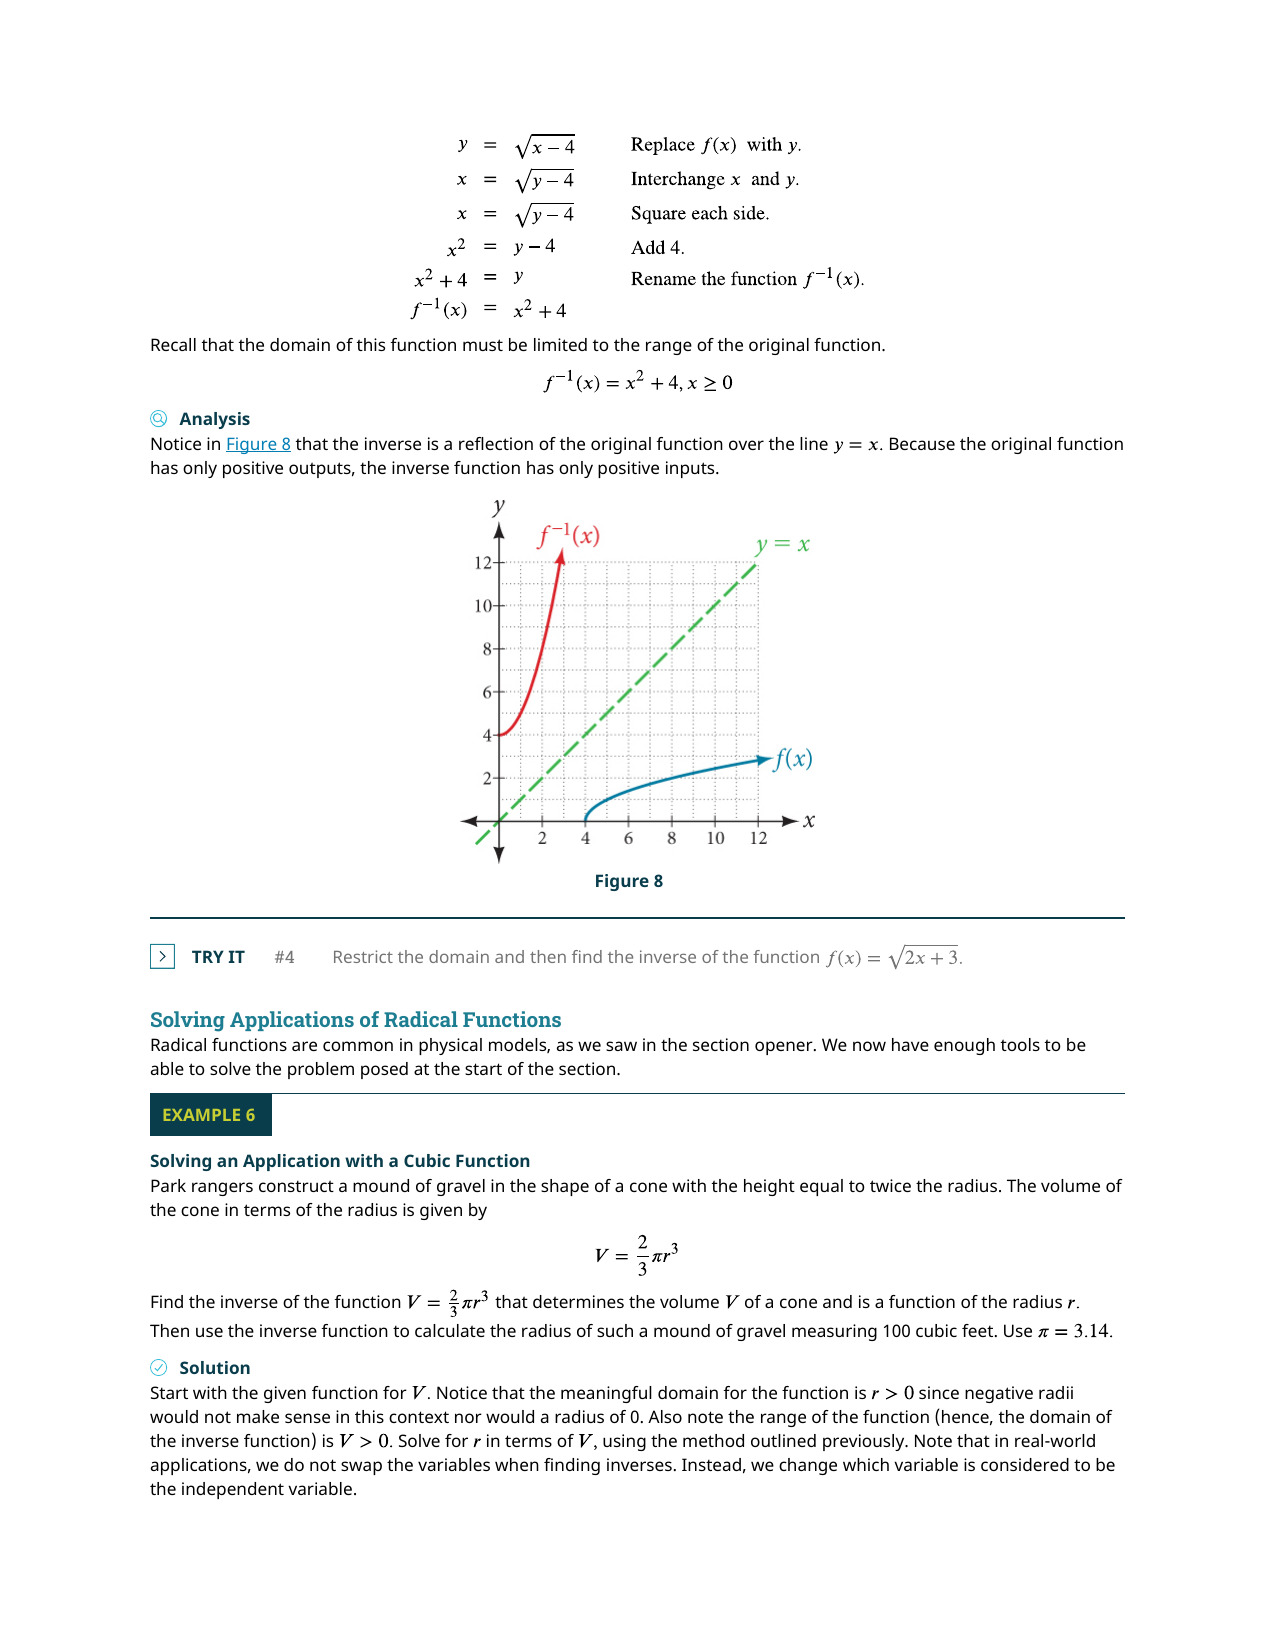 y = √(x − 4) Replace f(x) with y.
x = √(y − 4) Interchange x and y.
x = √(y − 4) Square each side.
x² = y − 4 Add 4.
x² + 4 = y Rename the function f⁻¹(x).
f⁻¹(x) = x² + 4
Recall that the domain of this function must be limited to the range of the original function.
f⁻¹(x) = x² + 4, x ≥ 0
Analysis
Notice in Figure 8 that the inverse is a reflection of the original function over the line y = x. Because the original function
has only positive outputs, the inverse function has only positive inputs.
y
f⁻¹(x)
y = x
12
10
8
6
4
2
f(x)
x
2 4 6 8 10 12
Figure 8
TRY IT #4 Restrict the domain and then find the inverse of the function f(x) = √(2x + 3).
Solving Applications of Radical Functions
Radical functions are common in physical models, as we saw in the section opener. We now have enough tools to be
able to solve the problem posed at the start of the section.
EXAMPLE 6
Solving an Application with a Cubic Function
Park rangers construct a mound of gravel in the shape of a cone with the height equal to twice the radius. The volume of
the cone in terms of the radius is given by
V = 2/3 πr³
Find the inverse of the function V = 2/3 πr³ that determines the volume V of a cone and is a function of the radius r.
Then use the inverse function to calculate the radius of such a mound of gravel measuring 100 cubic feet. Use π = 3.14.
Solution
Start with the given function for V. Notice that the meaningful domain for the function is r > 0 since negative radii
would not make sense in this context nor would a radius of 0. Also note the range of the function (hence, the domain of
the inverse function) is V > 0. Solve for r in terms of V, using the method outlined previously. Note that in real-world
applications, we do not swap the variables when finding inverses. Instead, we change which variable is considered to be
the independent variable.